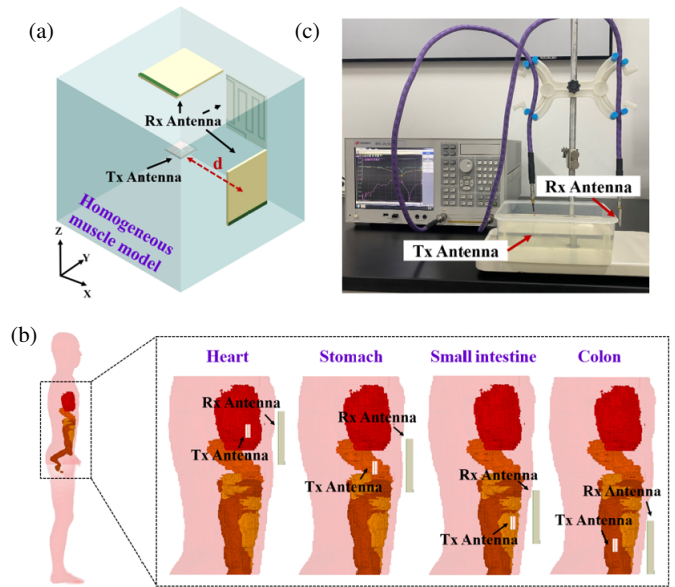 (a)
Rx Antenna
Tx Antenna
d
Homogeneous
muscle model
Z
Y
X
(c)
Rx Antenna
Tx Antenna
(b)
Heart
Stomach
Small intestine
Colon
Rx Antenna
Tx Antenna
Rx Antenna
Tx Antenna
Rx Antenna
Tx Antenna
Rx Antenna
Tx Antenna